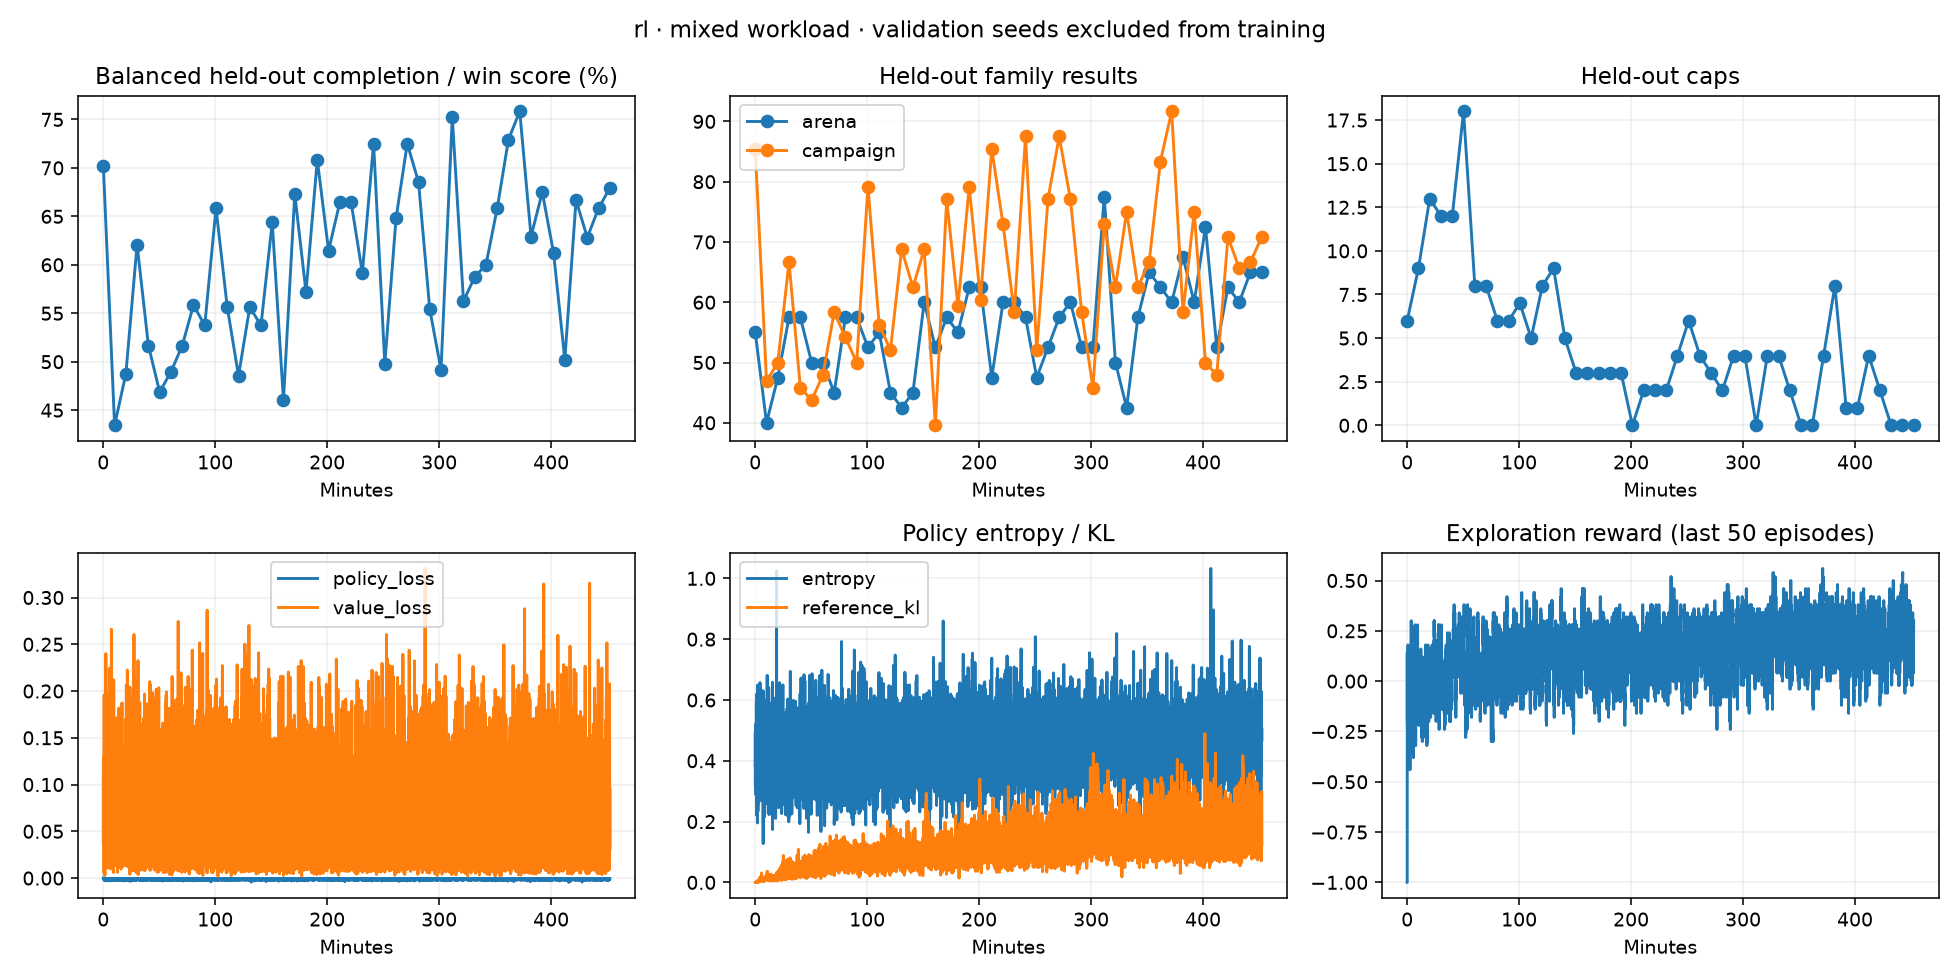 rl · mixed workload · validation seeds excluded from training
Balanced held-out completion / win score (%)
75
70
65
60
55
50
45
0 100 200 300 400
Minutes
Held-out family results
arena
campaign
90
80
70
60
50
40
0 100 200 300 400
Minutes
Held-out caps
17.5
15.0
12.5
10.0
7.5
5.0
2.5
0.0
0 100 200 300 400
Minutes
policy_loss
value_loss
0.30
0.25
0.20
0.15
0.10
0.05
0.00
0 100 200 300 400
Minutes
Policy entropy / KL
entropy
reference_kl
1.0
0.8
0.6
0.4
0.2
0.0
0 100 200 300 400
Minutes
Exploration reward (last 50 episodes)
0.50
0.25
0.00
−0.25
−0.50
−0.75
−1.00
0 100 200 300 400
Minutes